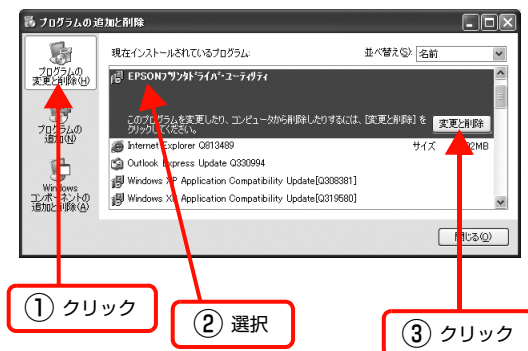 プログラムの追加と削除
プログラムの
変更と削除(H)
プログラムの
追加(N)
Windows
コンポーネントの
追加と削除(A)
現在インストールされているプログラム:
並べ替え(S): 名前
EPSONﾌﾟﾘﾝﾀﾄﾞﾗｲﾊﾞ･ﾕｰﾃｨﾘﾃｨ
このプログラムを変更したり、コンピュータから削除したりするには、[変更と削除] を
クリックしてください。
変更と削除
Internet Explorer Q813489
サイズ
Outlook Express Update Q330994
Windows XP Application Compatibility Update[Q308381]
Windows XP Application Compatibility Update[Q319580]
閉じる(O)
① クリック
② 選択
③ クリック